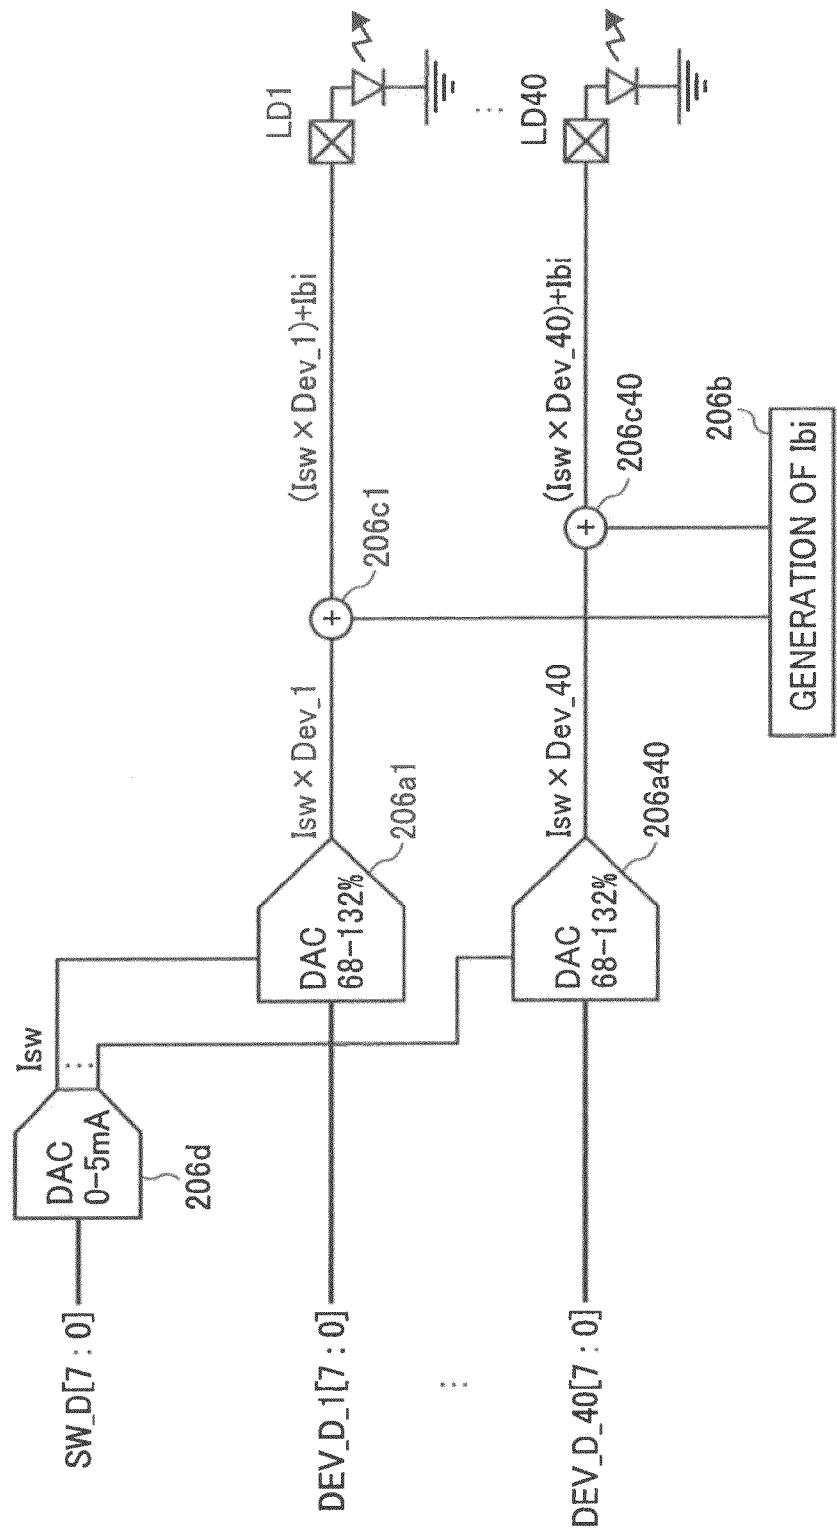 SW_D[7 : 0]
DAC
0-5mA
206d
Isw
...
DEV_D_1[7 : 0]
DAC
68-132%
206a1
Isw×Dev_1
+
206c1
(Isw×Dev_1)+Ibi
LD1
...
...
DEV_D_40[7 : 0]
DAC
68-132%
206a40
Isw×Dev_40
+
206c40
(Isw×Dev_40)+Ibi
LD40
GENERATION OF Ibi
206b